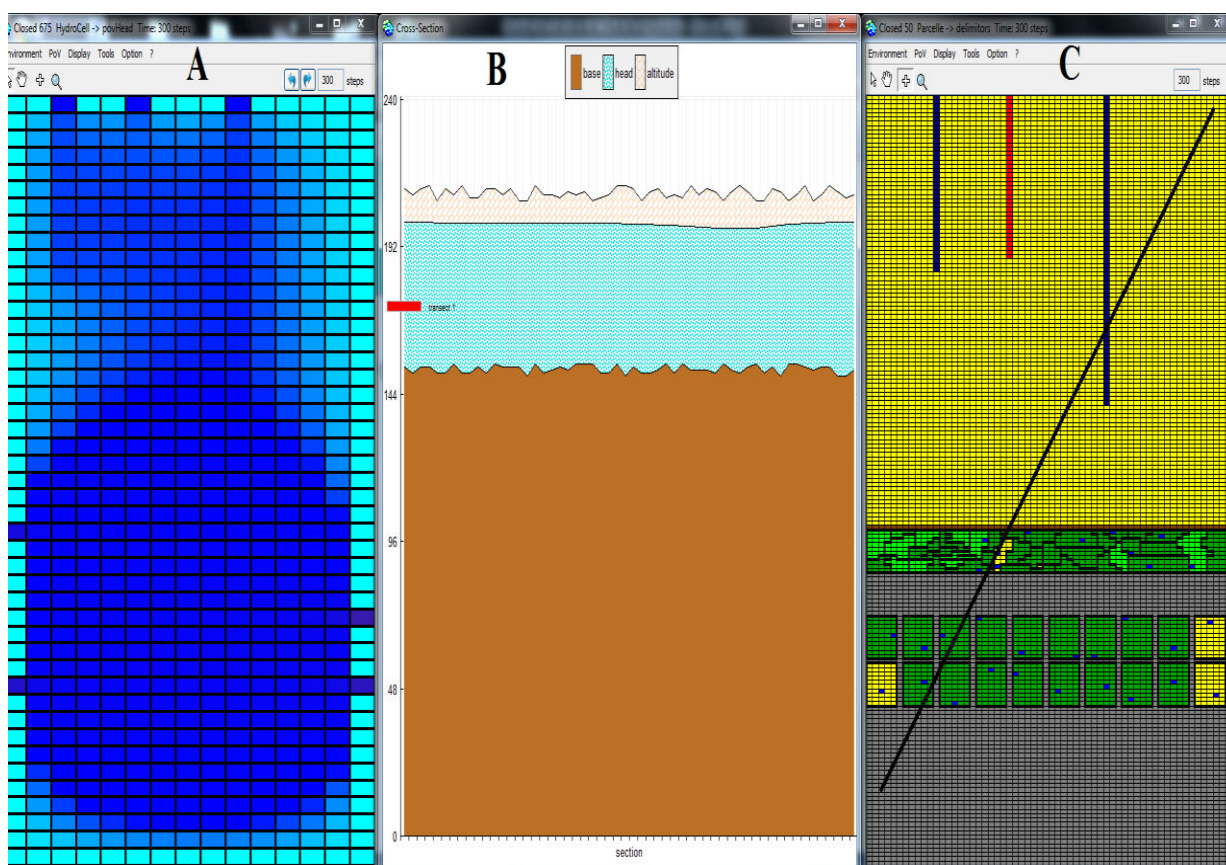 Closed 675 HydroCell -> povHead Time: 300 steps
nvironment PoV Display Tools Option ?
300 steps
A
Cross-Section
B
base head altitude
240
192
transect 1
144
96
48
0
section
Closed 50 Parcelle -> delimitors Time: 300 steps
Environment PoV Display Tools Option ?
C
300 steps